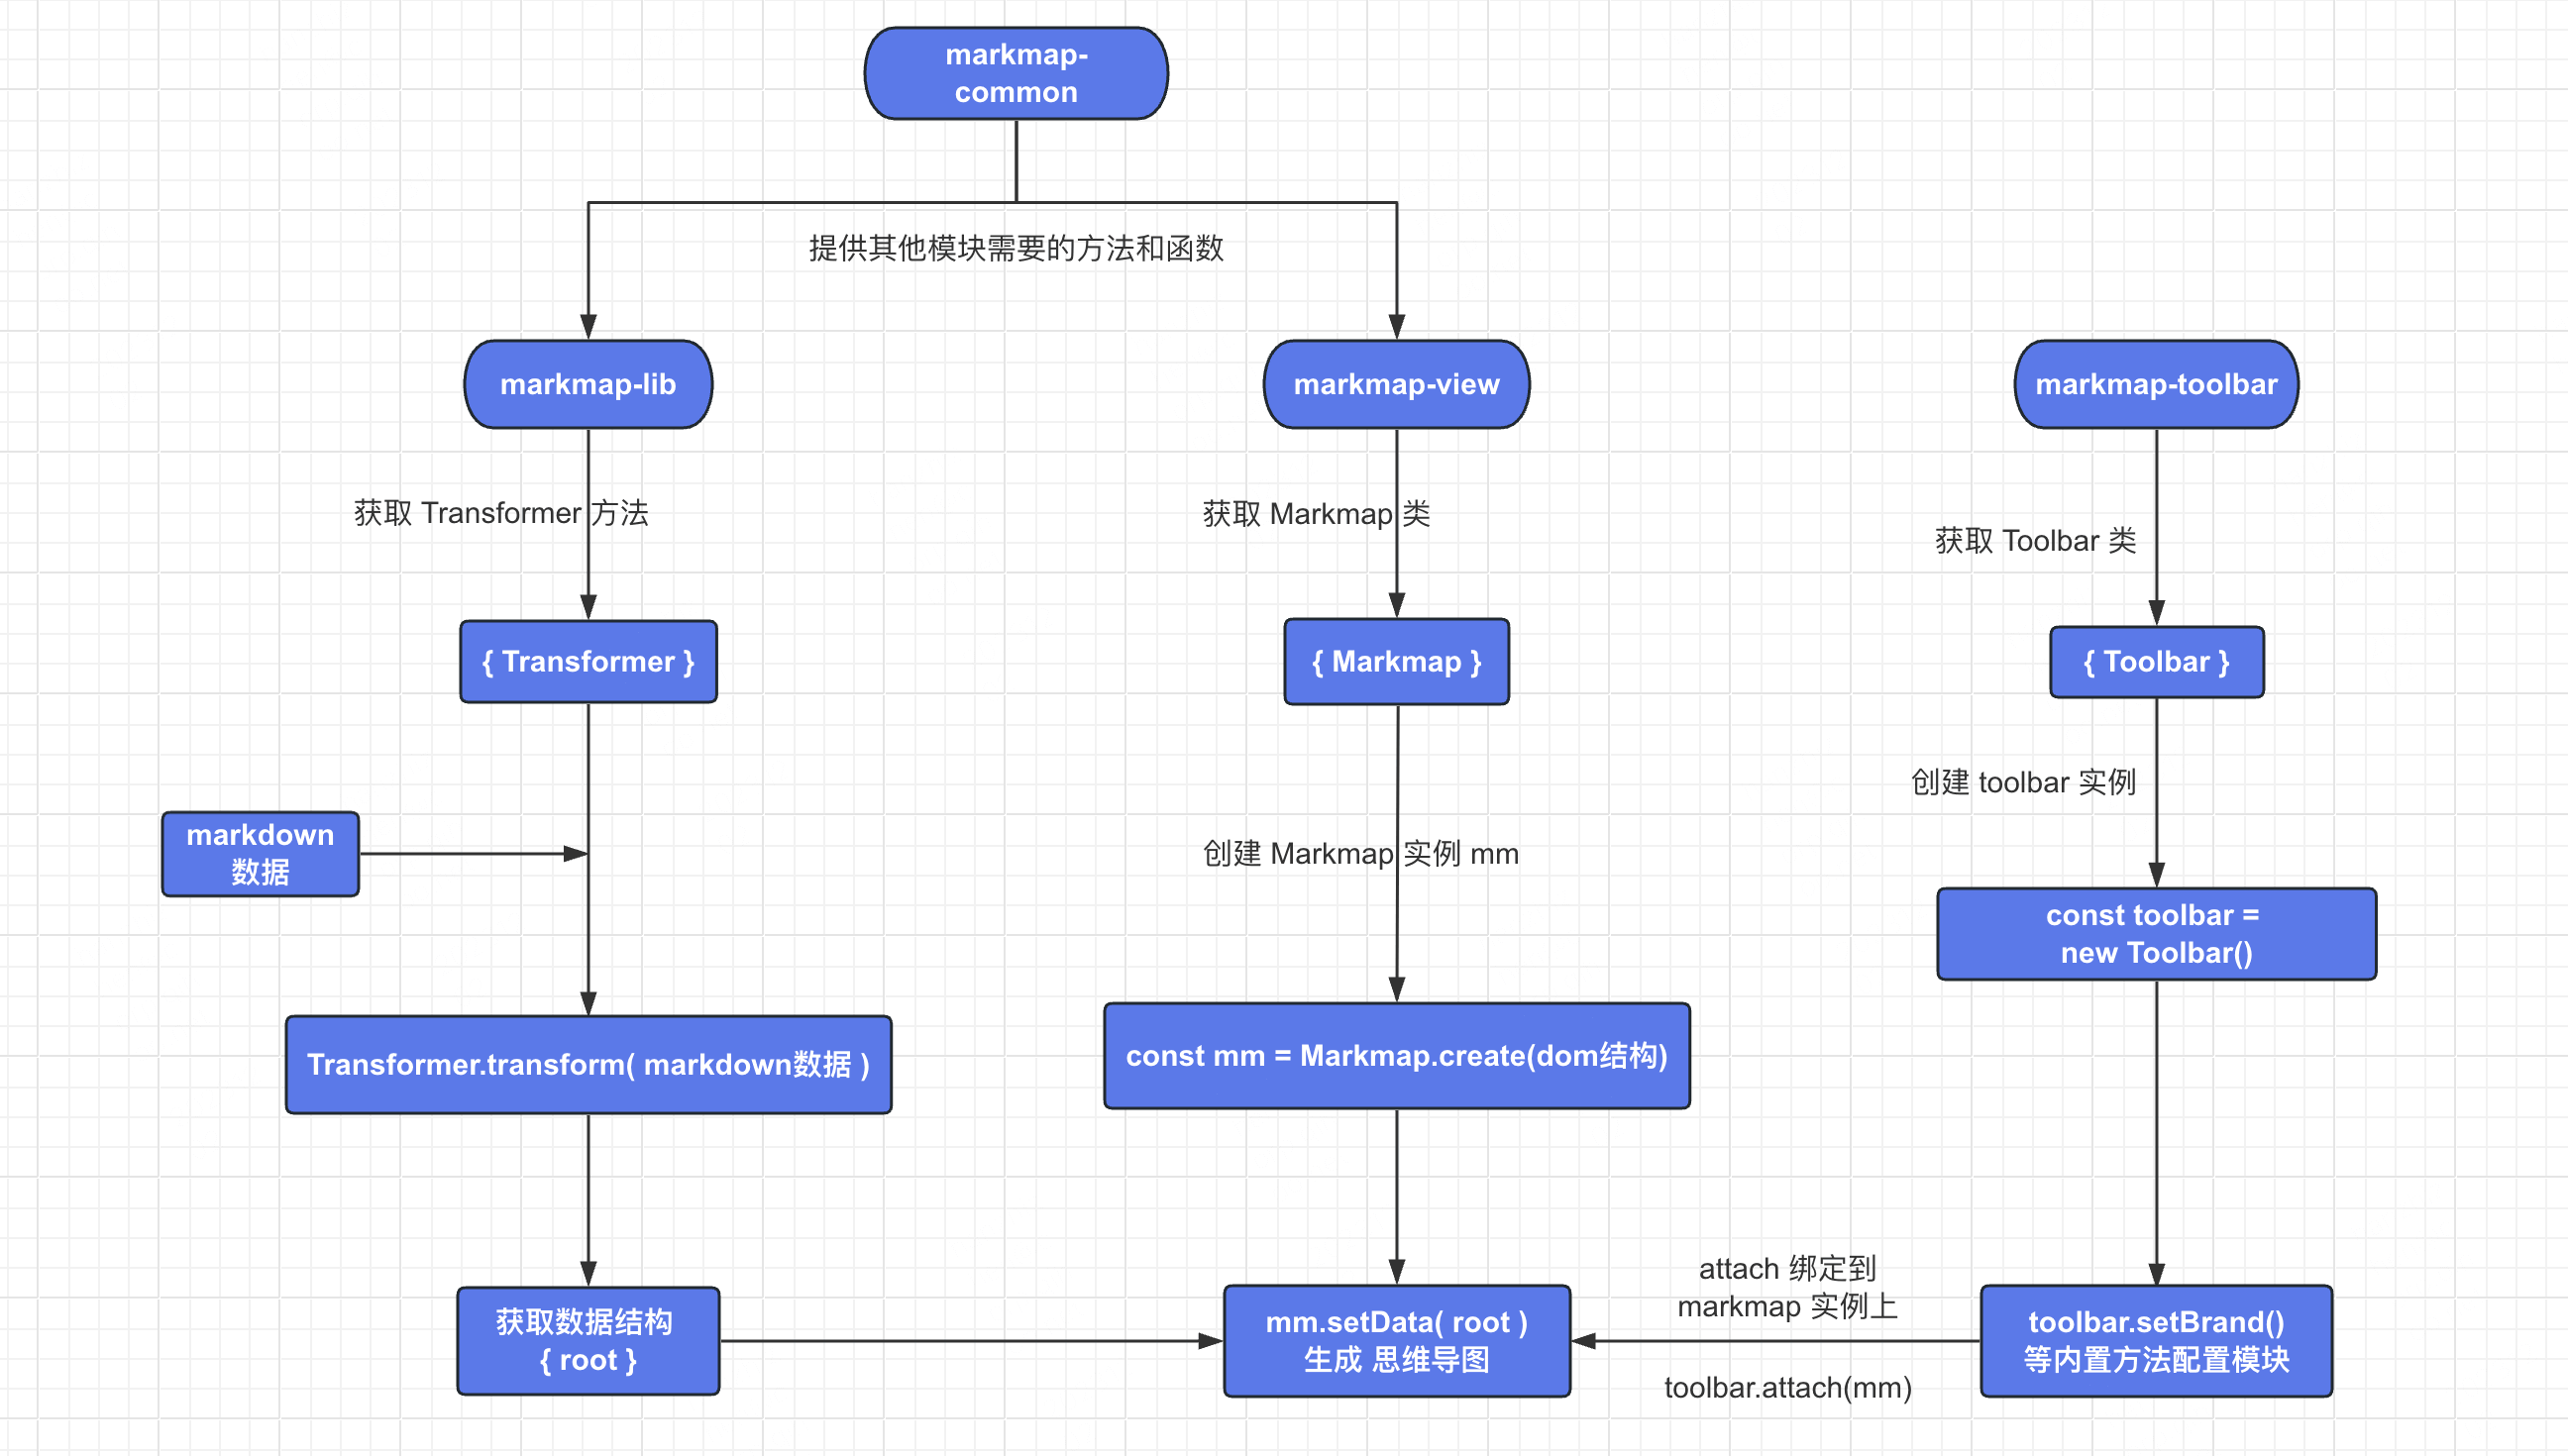 markmap-
common
提供其他模块需要的方法和函数
markmap-lib
markmap-view
markmap-toolbar
获取 Transformer 方法
获取 Markmap 类
获取 Toolbar 类
{ Transformer }
{ Markmap }
{ Toolbar }
创建 toolbar 实例
markdown
数据
创建 Markmap 实例 mm
const toolbar =
new Toolbar()
Transformer.transform( markdown数据 )
const mm = Markmap.create(dom结构)
attach 绑定到
markmap 实例上
获取数据结构
{ root }
mm.setData( root )
生成 思维导图
toolbar.setBrand()
等内置方法配置模块
toolbar.attach(mm)